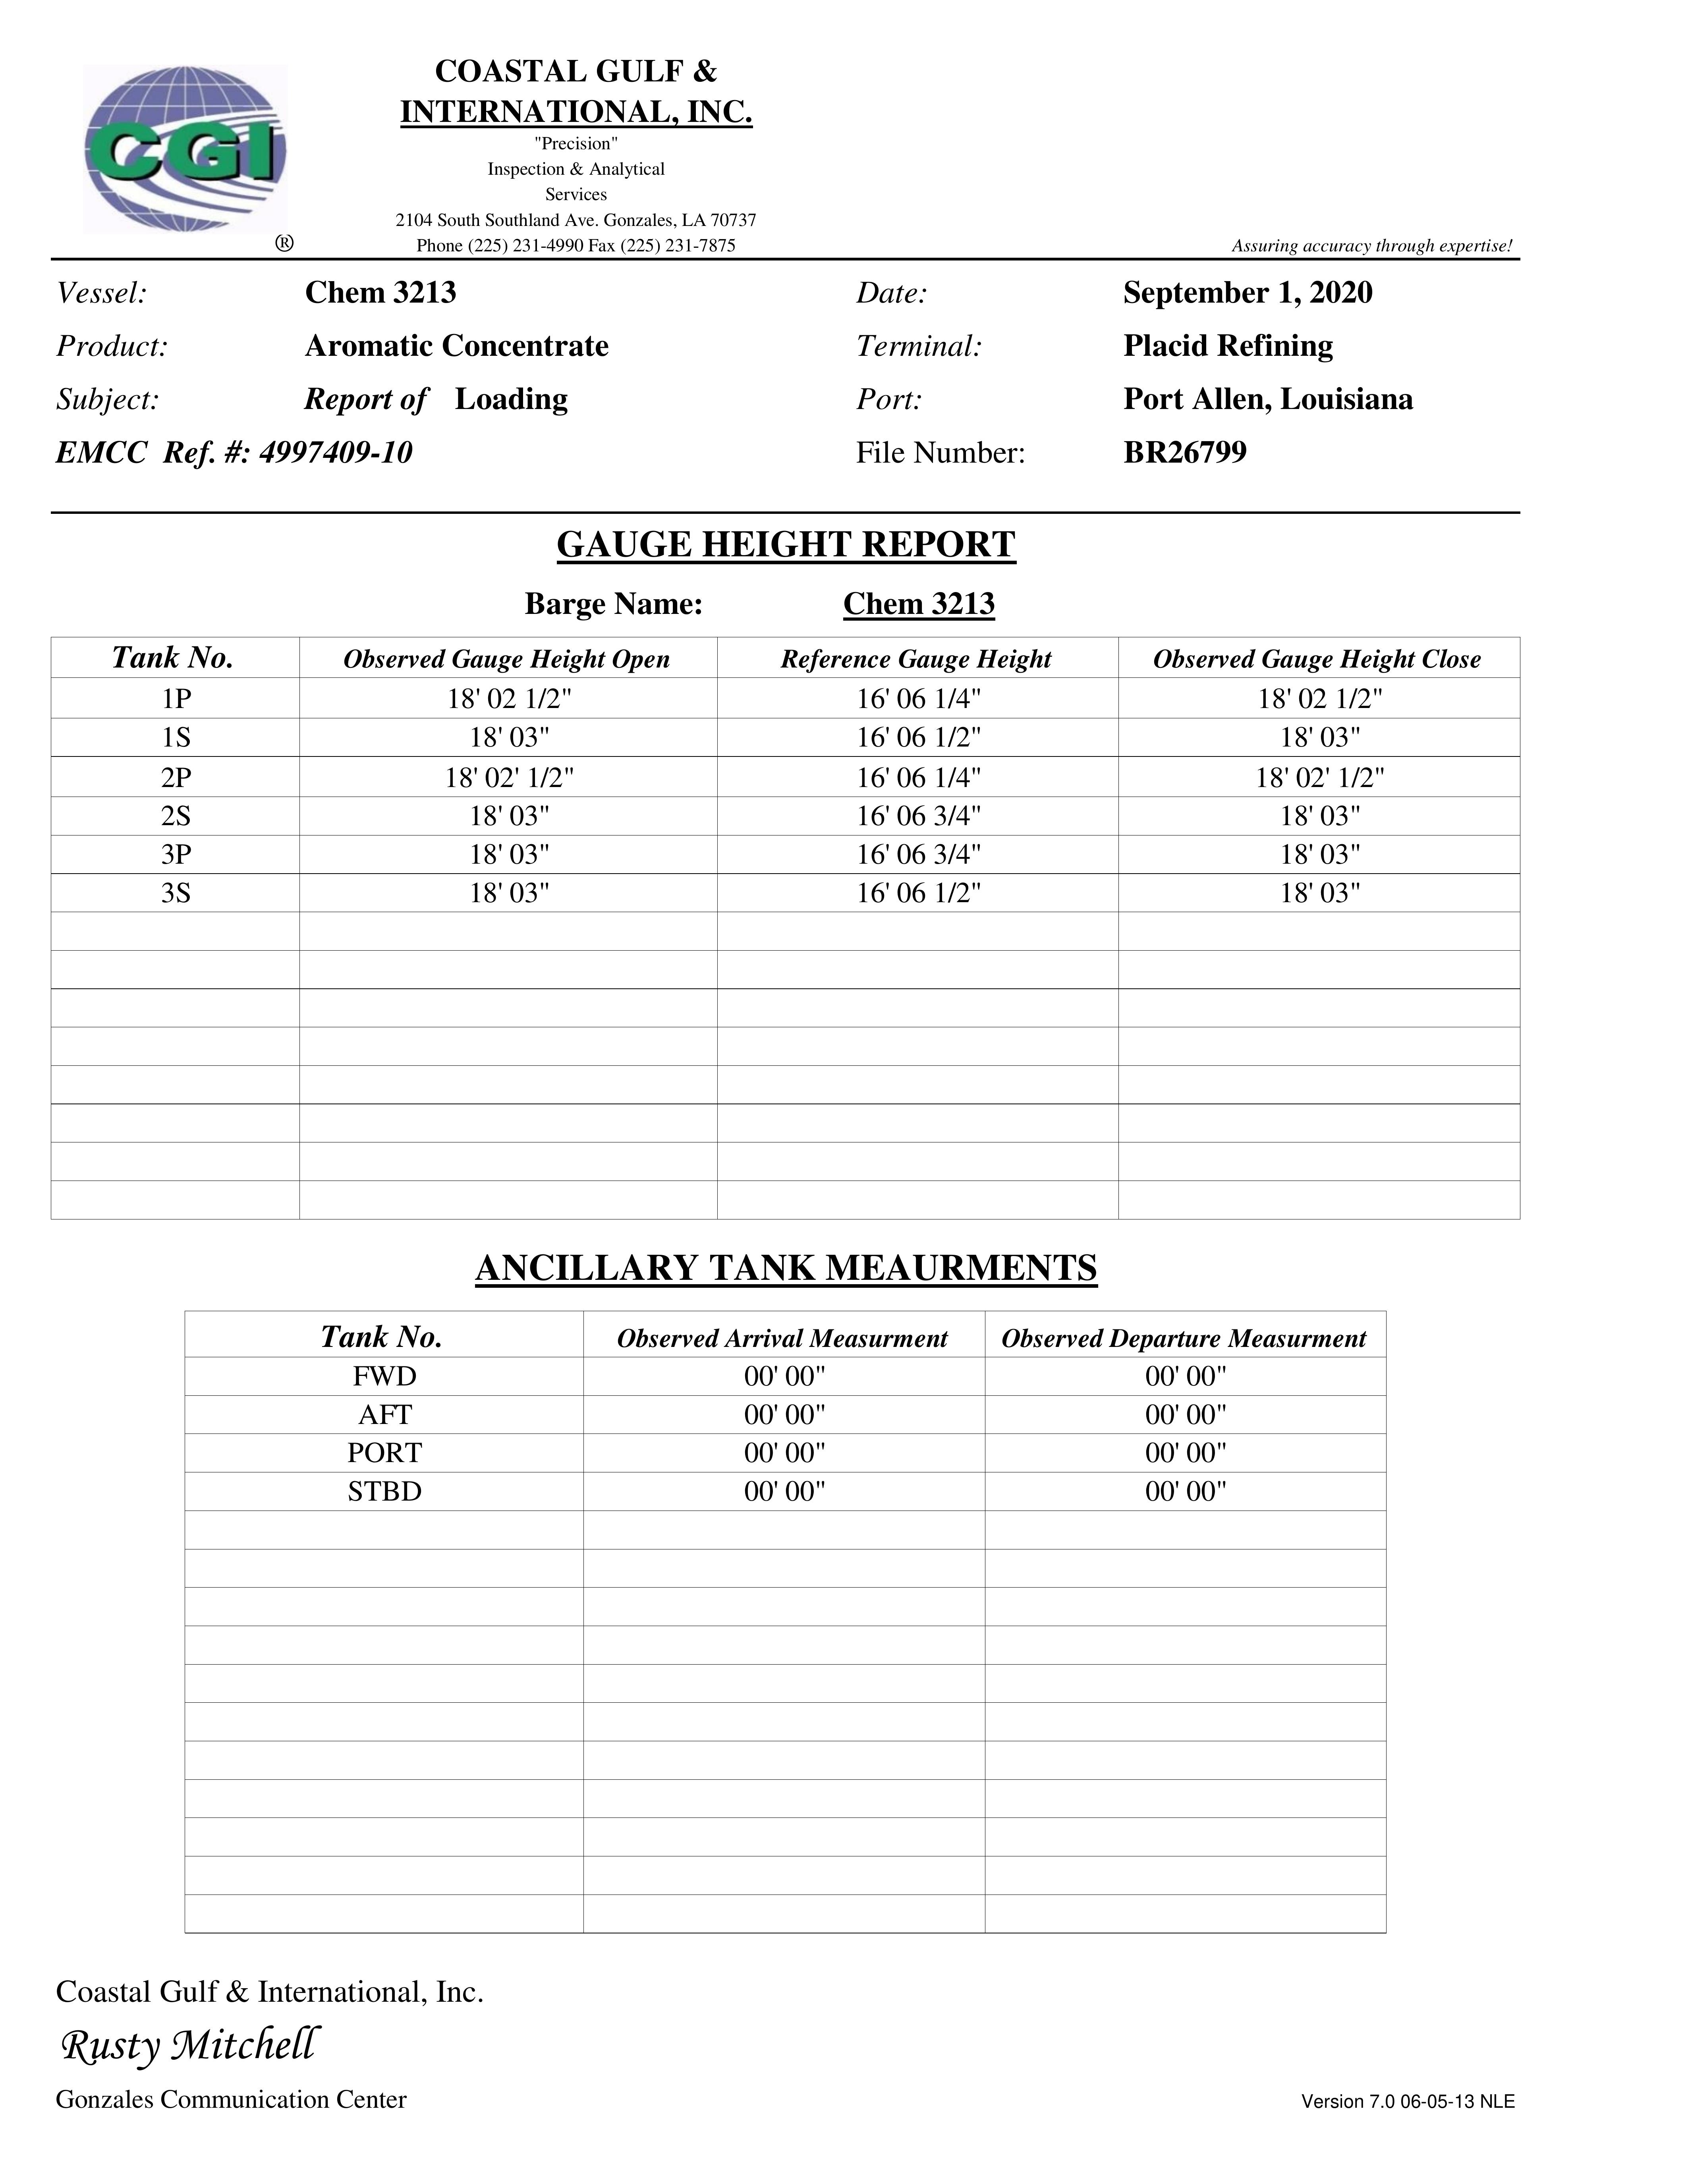 CGI
®
COASTAL GULF &
INTERNATIONAL, INC.
"Precision"
Inspection & Analytical
Services
2104 South Southland Ave. Gonzales, LA 70737
Phone (225) 231-4990 Fax (225) 231-7875
Assuring accuracy through expertise!
Vessel: Chem 3213 Date: September 1, 2020
Product: Aromatic Concentrate Terminal: Placid Refining
Subject: Report of Loading Port: Port Allen, Louisiana
EMCC Ref. #: 4997409-10 File Number: BR26799
GAUGE HEIGHT REPORT
Barge Name: Chem 3213
Tank No. Observed Gauge Height Open Reference Gauge Height Observed Gauge Height Close
1P 18' 02 1/2" 16' 06 1/4" 18' 02 1/2"
1S 18' 03" 16' 06 1/2" 18' 03"
2P 18' 02' 1/2" 16' 06 1/4" 18' 02' 1/2"
2S 18' 03" 16' 06 3/4" 18' 03"
3P 18' 03" 16' 06 3/4" 18' 03"
3S 18' 03" 16' 06 1/2" 18' 03"
ANCILLARY TANK MEAURMENTS
Tank No. Observed Arrival Measurment Observed Departure Measurment
FWD 00' 00" 00' 00"
AFT 00' 00" 00' 00"
PORT 00' 00" 00' 00"
STBD 00' 00" 00' 00"
Coastal Gulf & International, Inc.
Rusty Mitchell
Gonzales Communication Center
Version 7.0 06-05-13 NLE